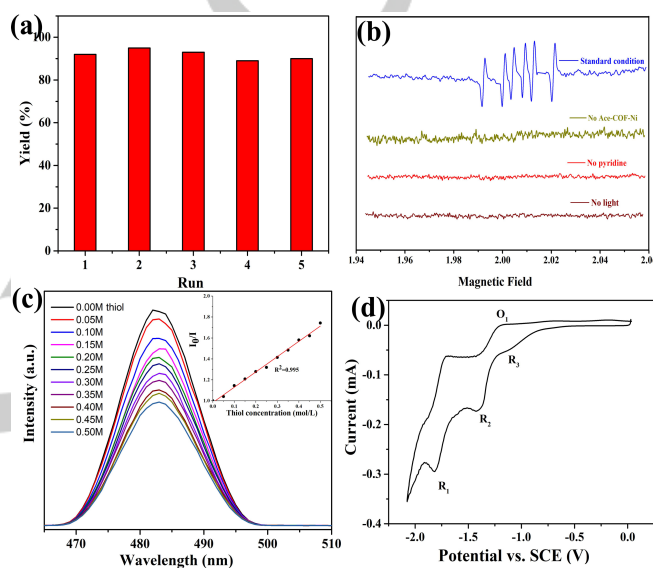 (a)
100
80
60
40
20
0
Yield (%)
1 2 3 4 5
Run
(b)
Standard condition
No Ace-COF-Ni
No pyridine
No light
1.94 1.96 1.98 2.00 2.02 2.04 2.0
Magnetic Field
(c)
0.00M thiol
0.05M
0.10M
0.15M
0.20M
0.25M
0.30M
0.35M
0.40M
0.45M
0.50M
Intensity (a.u.)
470 480 490 500 510
Wavelength (nm)
2.0
1.8
1.6
1.4
1.2
1.0
I0/I
R²=0.995
0.0 0.1 0.2 0.3 0.4 0.5
Thiol concentration (mol/L)
(d)
0.0
-0.1
-0.2
-0.3
-0.4
Current (mA)
O1
R3
R2
R1
-2.0 -1.5 -1.0 -0.5 0.0
Potential vs. SCE (V)